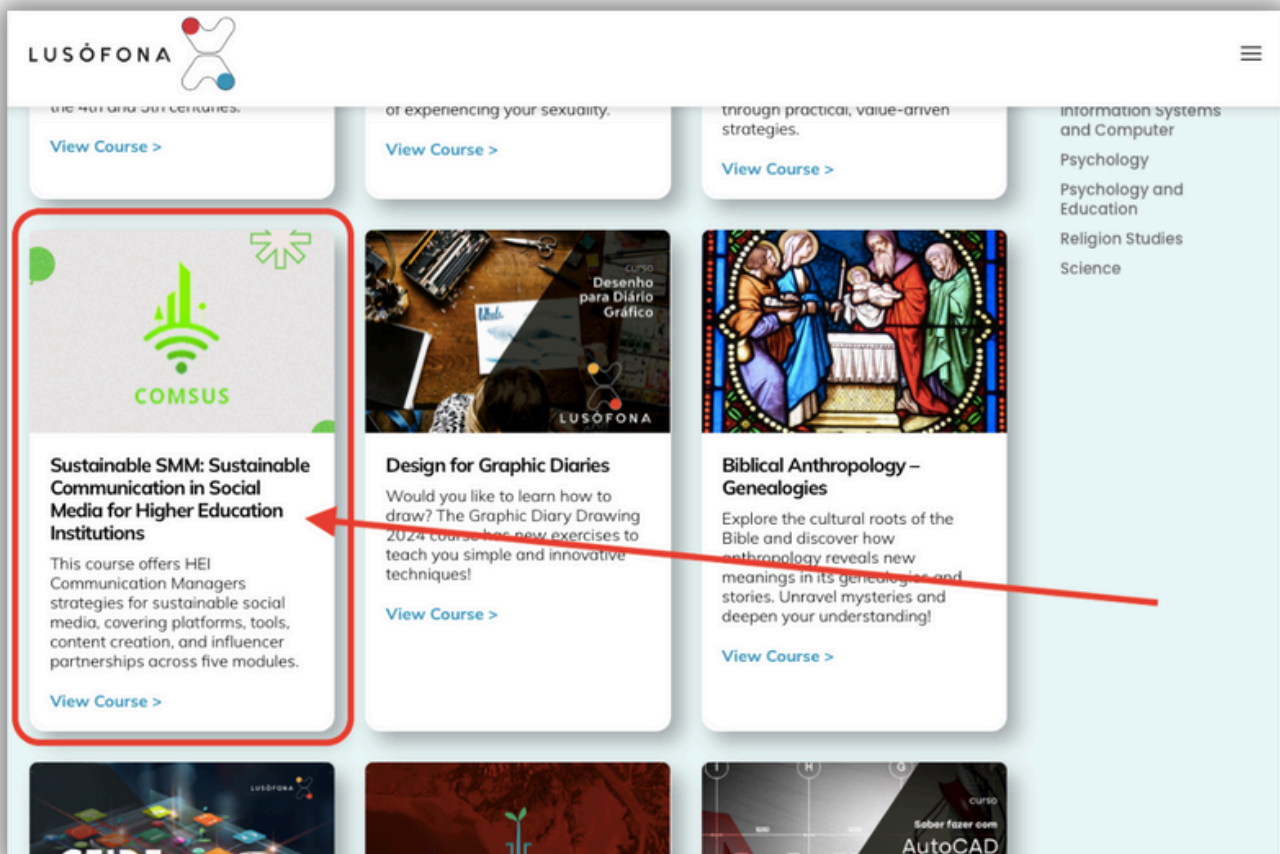 LUSÓFONA
the 4th and 5th centuries.
View Course >
of experiencing your sexuality.
View Course >
through practical, value-driven
strategies.
View Course >
Information Systems
and Computer
Psychology
Psychology and
Education
Religion Studies
Science
COMSUS
Sustainable SMM: Sustainable
Communication in Social
Media for Higher Education
Institutions
This course offers HEI
Communication Managers
strategies for sustainable social
media, covering platforms, tools,
content creation, and influencer
partnerships across five modules.
View Course >
curso
Desenho
para Diário
Gráfico
LUSÓFONA
Design for Graphic Diaries
Would you like to learn how to
draw? The Graphic Diary Drawing
2024 course has new exercises to
teach you simple and innovative
techniques!
View Course >
Biblical Anthropology –
Genealogies
Explore the cultural roots of the
Bible and discover how
anthropology reveals new
meanings in its genealogies and
stories. Unravel mysteries and
deepen your understanding!
View Course >
LUSÓFONA
I H G
curso
Saber fazer com
AutoCAD